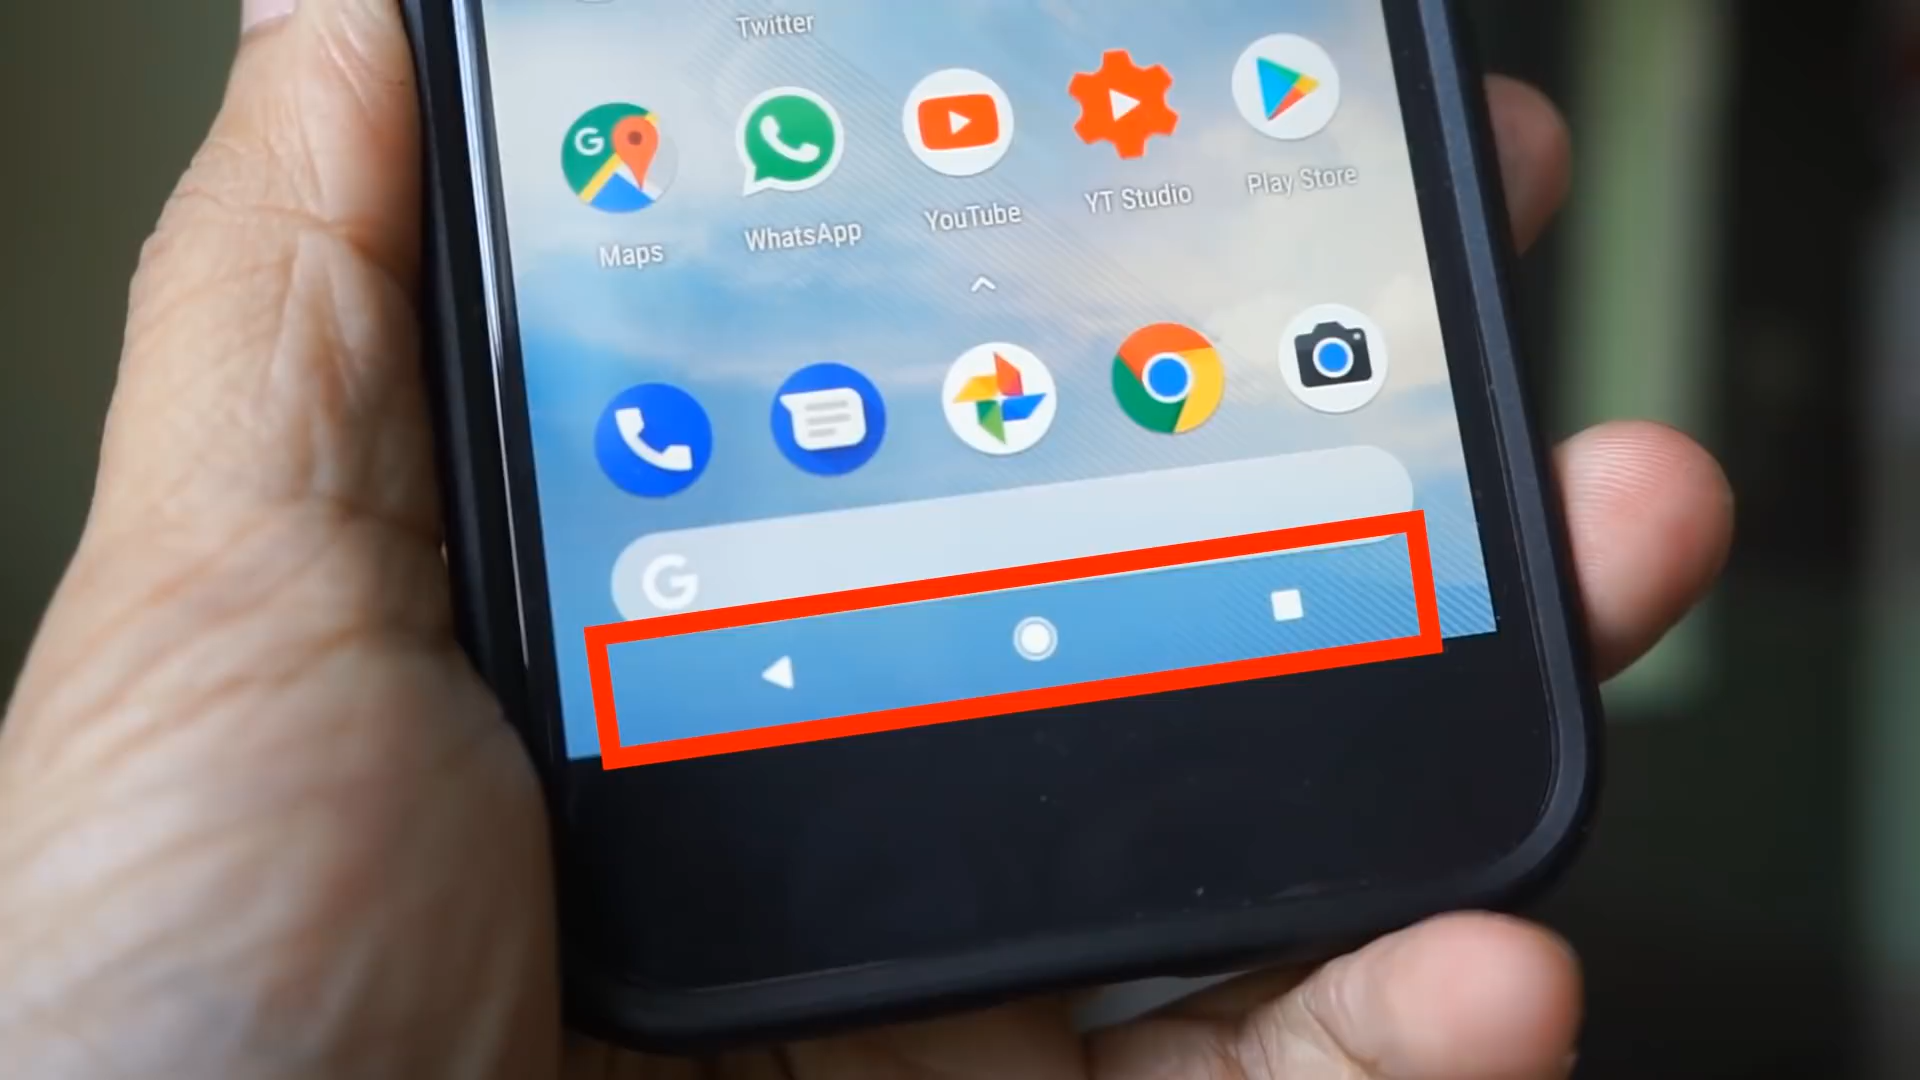 Twitter
Maps
WhatsApp
YouTube
YT Studio
Play Store
G
G